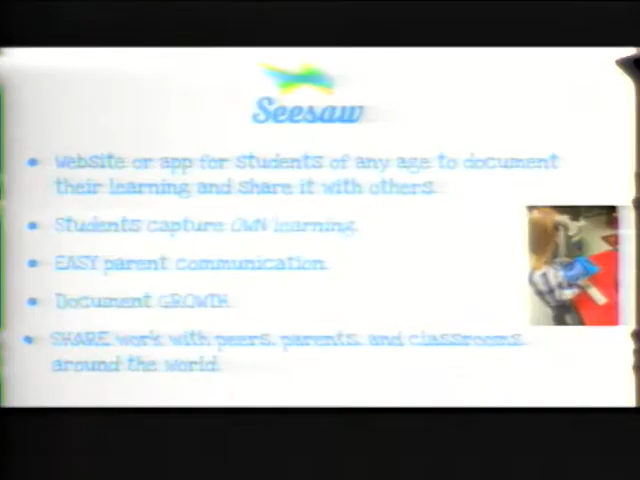 Seesaw
• Website or app for students of any age to document
their learning and share it with others.
• Students capture OWN learning.
• EASY parent communication.
• Document GROWTH.
• SHARE work with peers, parents, and classrooms
around the world.